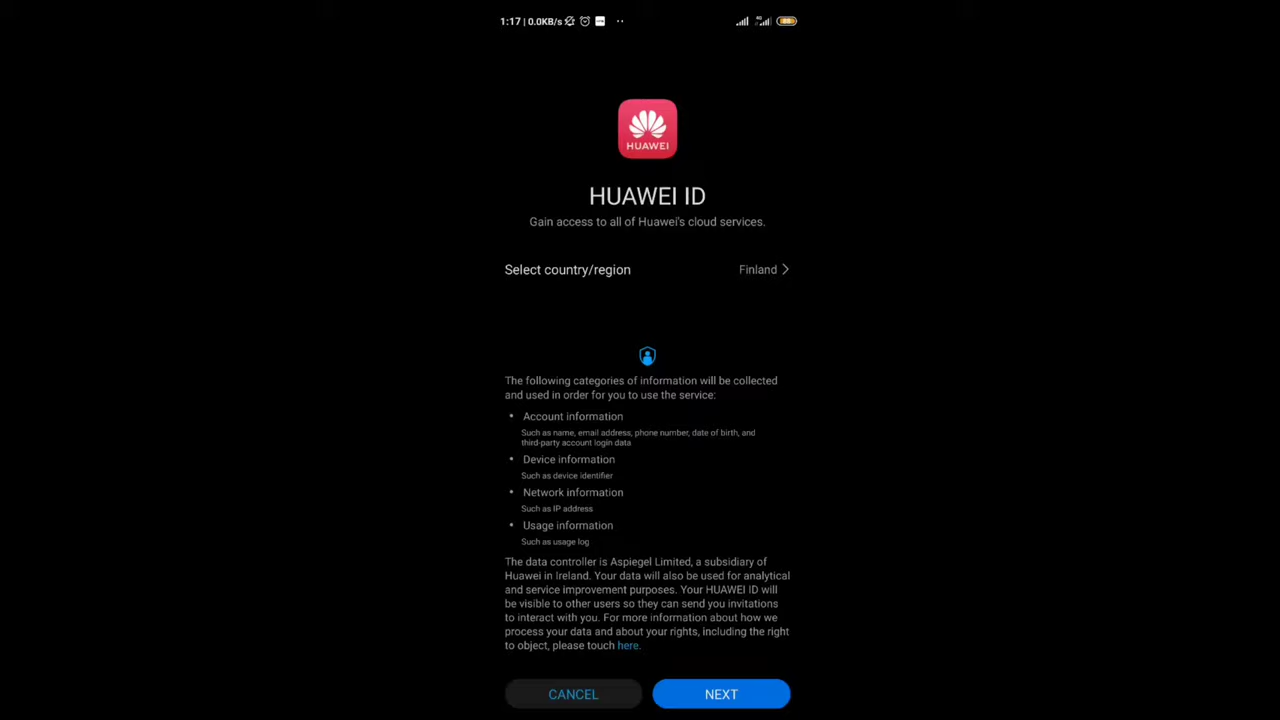 1:17 | 0.0KB/s
HUAWEI
HUAWEI ID
Gain access to all of Huawei's cloud services.
Select country/region Finland
The following categories of information will be collected
and used in order for you to use the service:
• Account information
Such as name, email address, phone number, date of birth, and
third-party account login data
• Device information
Such as device identifier
• Network information
Such as IP address
• Usage information
Such as usage log
The data controller is Aspiegel Limited, a subsidiary of
Huawei in Ireland. Your data will also be used for analytical
and service improvement purposes. Your HUAWEI ID will
be visible to other users so they can send you invitations
to interact with you. For more information about how we
process your data and about your rights, including the right
to object, please touch here.
CANCEL NEXT